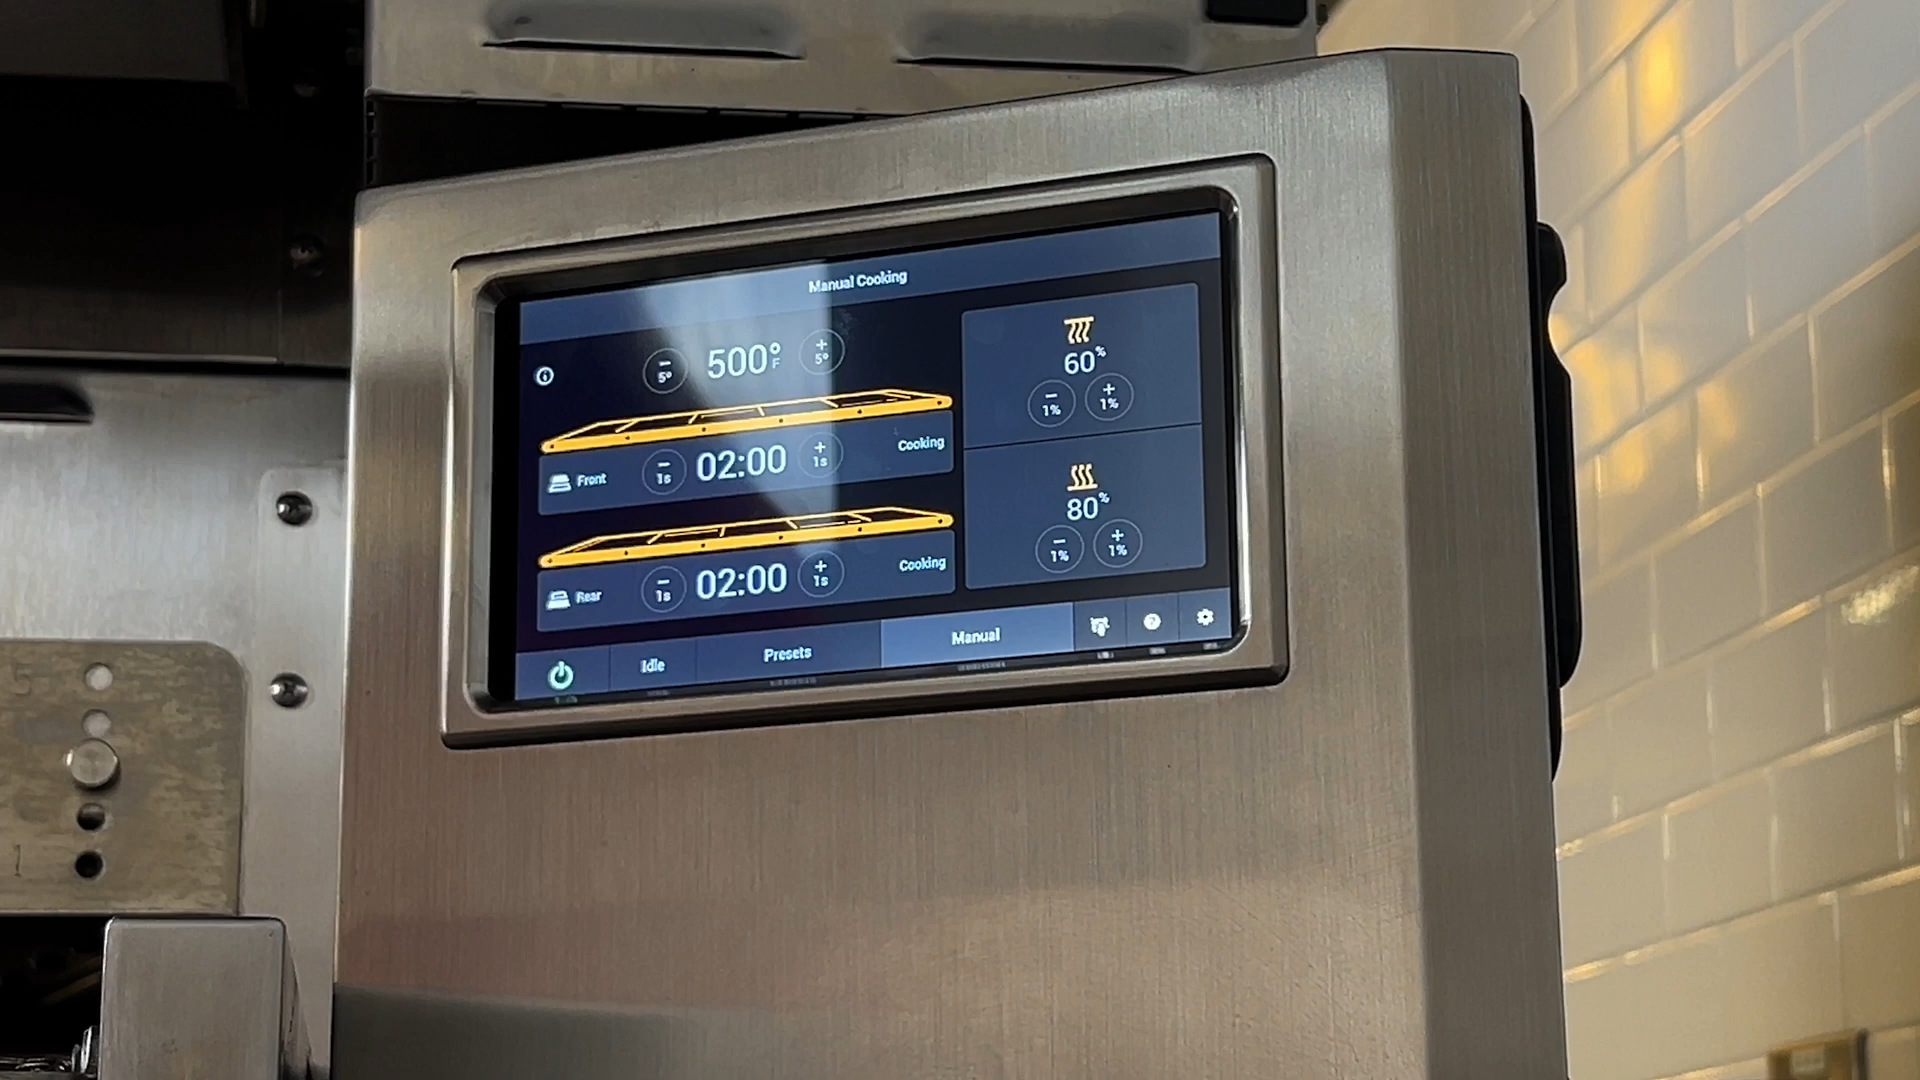 Manual Cooking
− 5° 500°F + 5°
Front − 1s 02:00 + 1s Cooking
Rear − 1s 02:00 + 1s Cooking
60%
− 1% + 1%
80%
− 1% + 1%
Idle Presets Manual
1